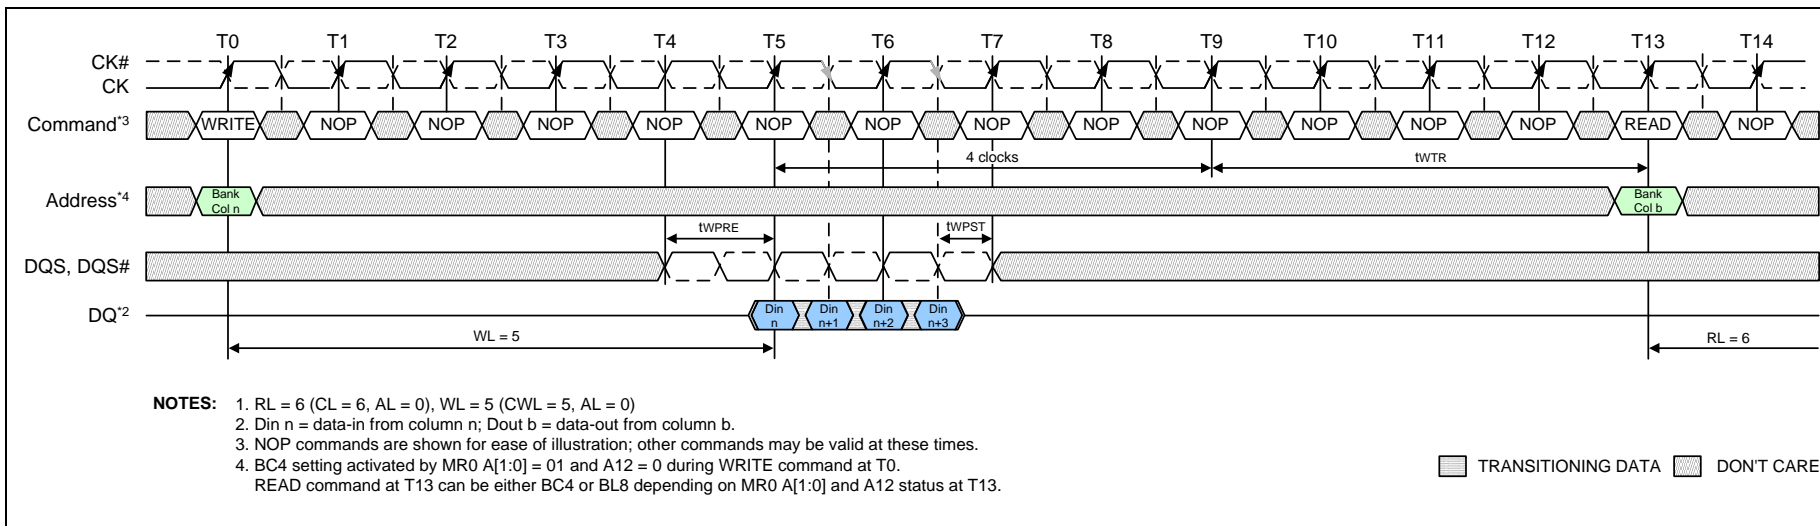 T0 T1 T2 T3 T4 T5 T6 T7 T8 T9 T10 T11 T12 T13 T14
CK#
CK
Command*3 WRITE NOP NOP NOP NOP NOP NOP NOP NOP NOP NOP NOP NOP READ NOP
4 clocks tWTR
Address*4 Bank Col n Bank Col b
tWPRE tWPST
DQS, DQS#
DQ*2 Din n Din n+1 Din n+2 Din n+3
WL = 5 RL = 6
NOTES: 1. RL = 6 (CL = 6, AL = 0), WL = 5 (CWL = 5, AL = 0)
2. Din n = data-in from column n; Dout b = data-out from column b.
3. NOP commands are shown for ease of illustration; other commands may be valid at these times.
4. BC4 setting activated by MR0 A[1:0] = 01 and A12 = 0 during WRITE command at T0.
READ command at T13 can be either BC4 or BL8 depending on MR0 A[1:0] and A12 status at T13.
TRANSITIONING DATA DON'T CARE